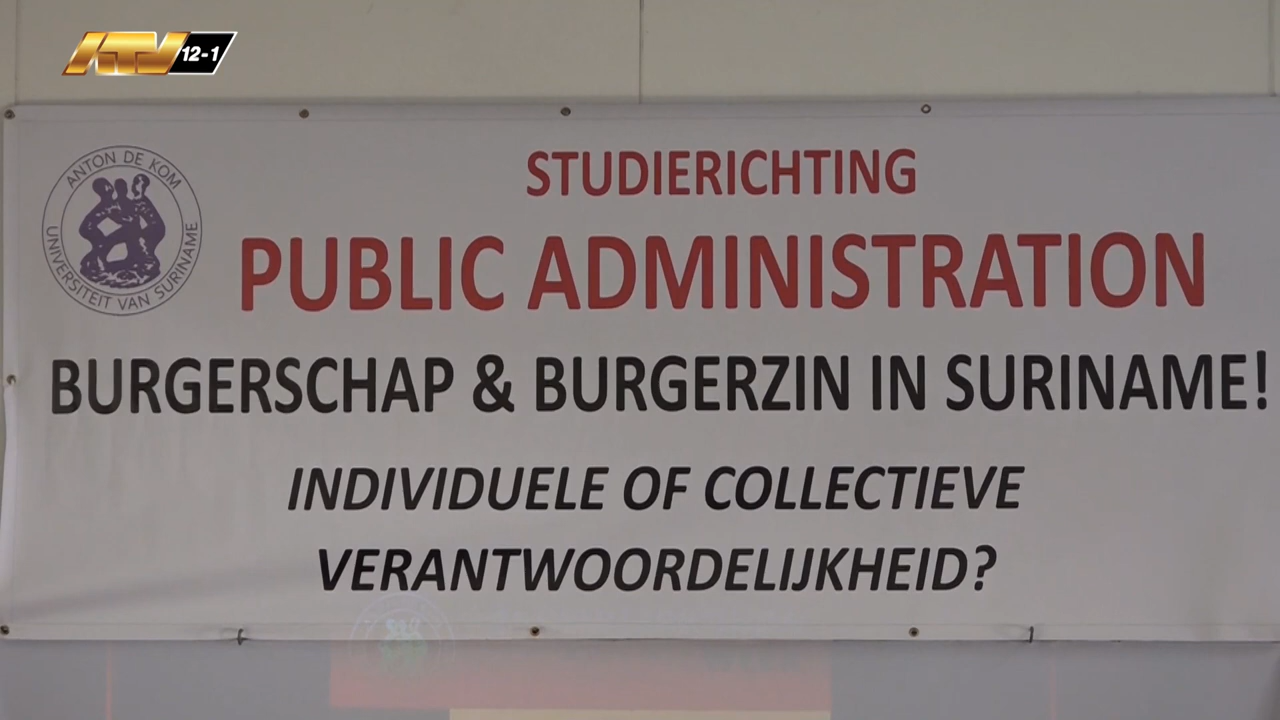 ATV 12-1
ANTON DE KOM
UNIVERSITEIT VAN SURINAME
STUDIERICHTING
PUBLIC ADMINISTRATION
BURGERSCHAP & BURGERZIN IN SURINAME!
INDIVIDUELE OF COLLECTIEVE
VERANTWOORDELIJKHEID?